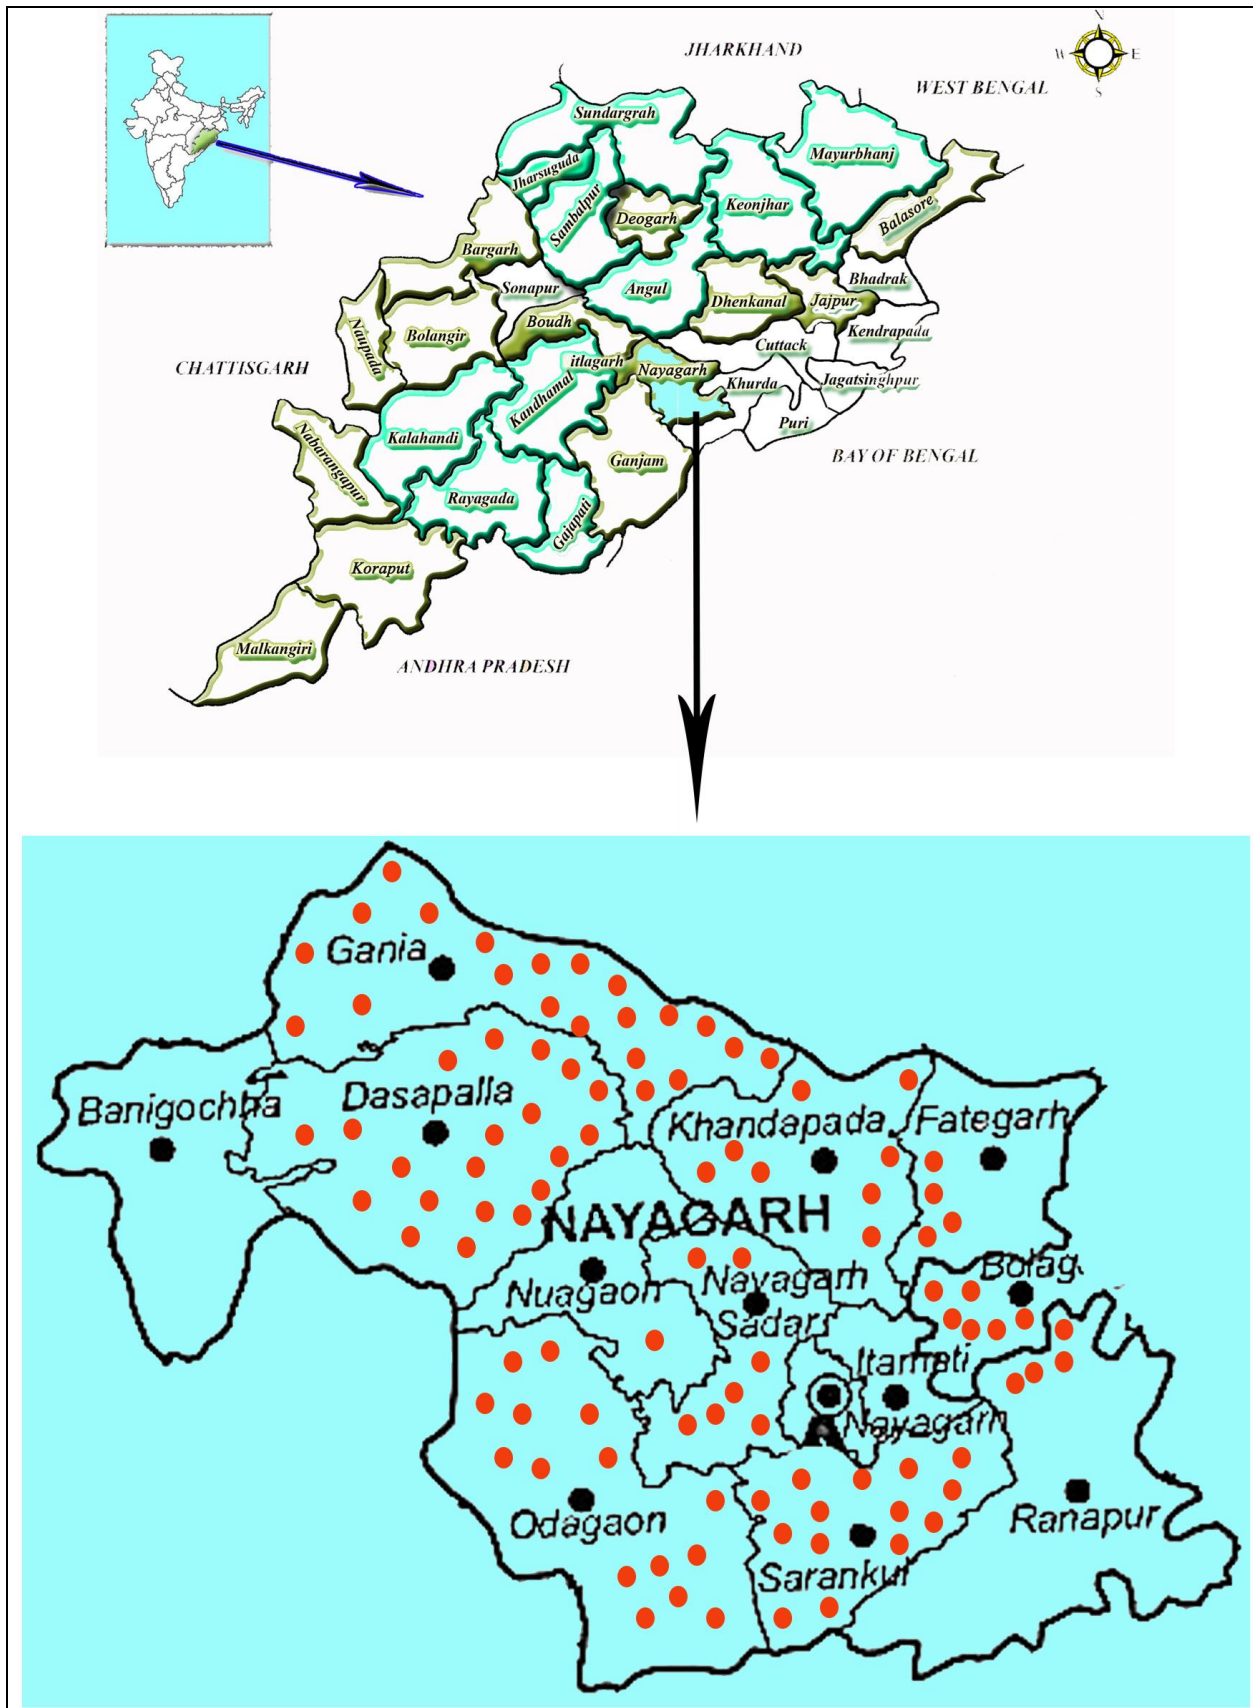 N
W E
S
JHARKHAND
WEST BENGAL
Sundargrah
Jharsuguda
Sambalpur
Deogarh
Keonjhar
Mayurbhanj
Balasore
Bargarh
Sonapur
Angul
Dhenkanal
Jajpur
Bhadrak
Naupada
Bolangir
Boudh
itlagarh
Nayagarh
Cuttack
Kendrapada
CHATTISGARH
Kandhamal
Khurda
Jagatsinghpur
Puri
Kalahandi
Nabarangapur
Rayagada
Gajapati
Ganjam
BAY OF BENGAL
Koraput
Malkangiri
ANDHRA PRADESH
Gania
Banigochha
Dasapalla
Khandapada
Fategarh
NAYAGARH
Nuagaon
Nayagarh
Sadar
Bolag
Itamati
Nayagarh
Odagaon
Sarankul
Ranapur